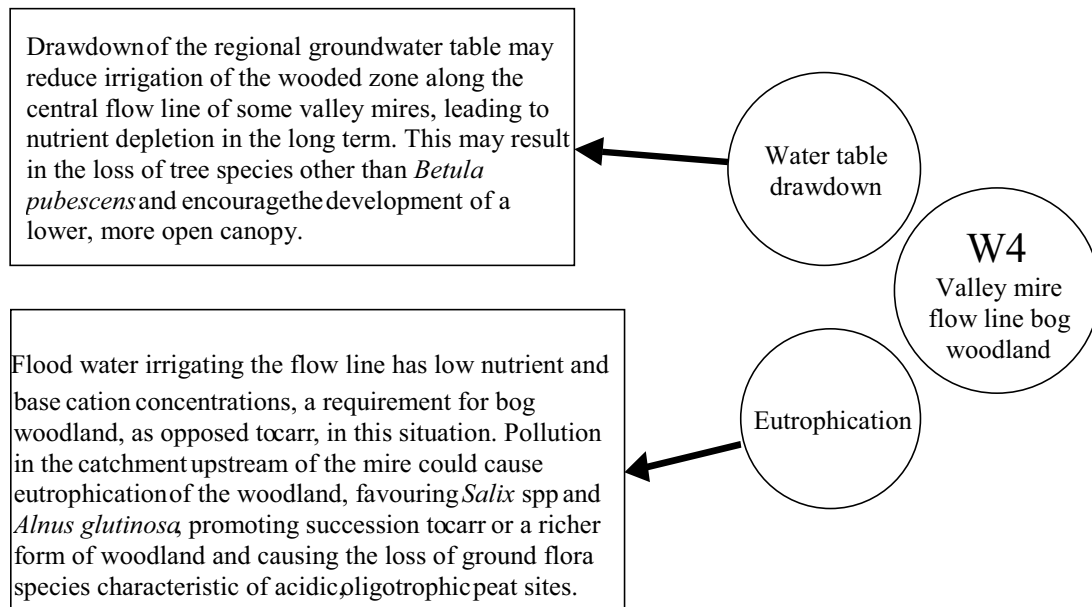 Drawdown of the regional groundwater table may
reduce irrigation of the wooded zone along the
central flow line of some valley mires, leading to
nutrient depletion in the long term. This may result
in the loss of tree species other than Betula
pubescens and encourage the development of a
lower, more open canopy.
Water table
drawdown
W4
Valley mire
flow line bog
woodland
Flood water irrigating the flow line has low nutrient and
base cation concentrations, a requirement for bog
woodland, as opposed to carr, in this situation. Pollution
in the catchment upstream of the mire could cause
eutrophication of the woodland, favouring Salix spp and
Alnus glutinosa, promoting succession to carr or a richer
form of woodland and causing the loss of ground flora
species characteristic of acidic, oligotrophic peat sites.
Eutrophication